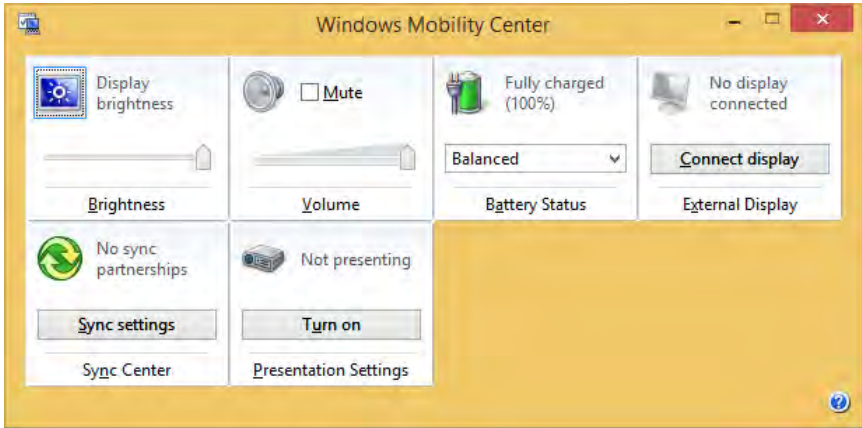 Windows Mobility Center
Display
brightness
Brightness
Mute
Volume
Fully charged
(100%)
Balanced
Battery Status
No display
connected
Connect display
External Display
No sync
partnerships
Sync settings
Sync Center
Not presenting
Turn on
Presentation Settings